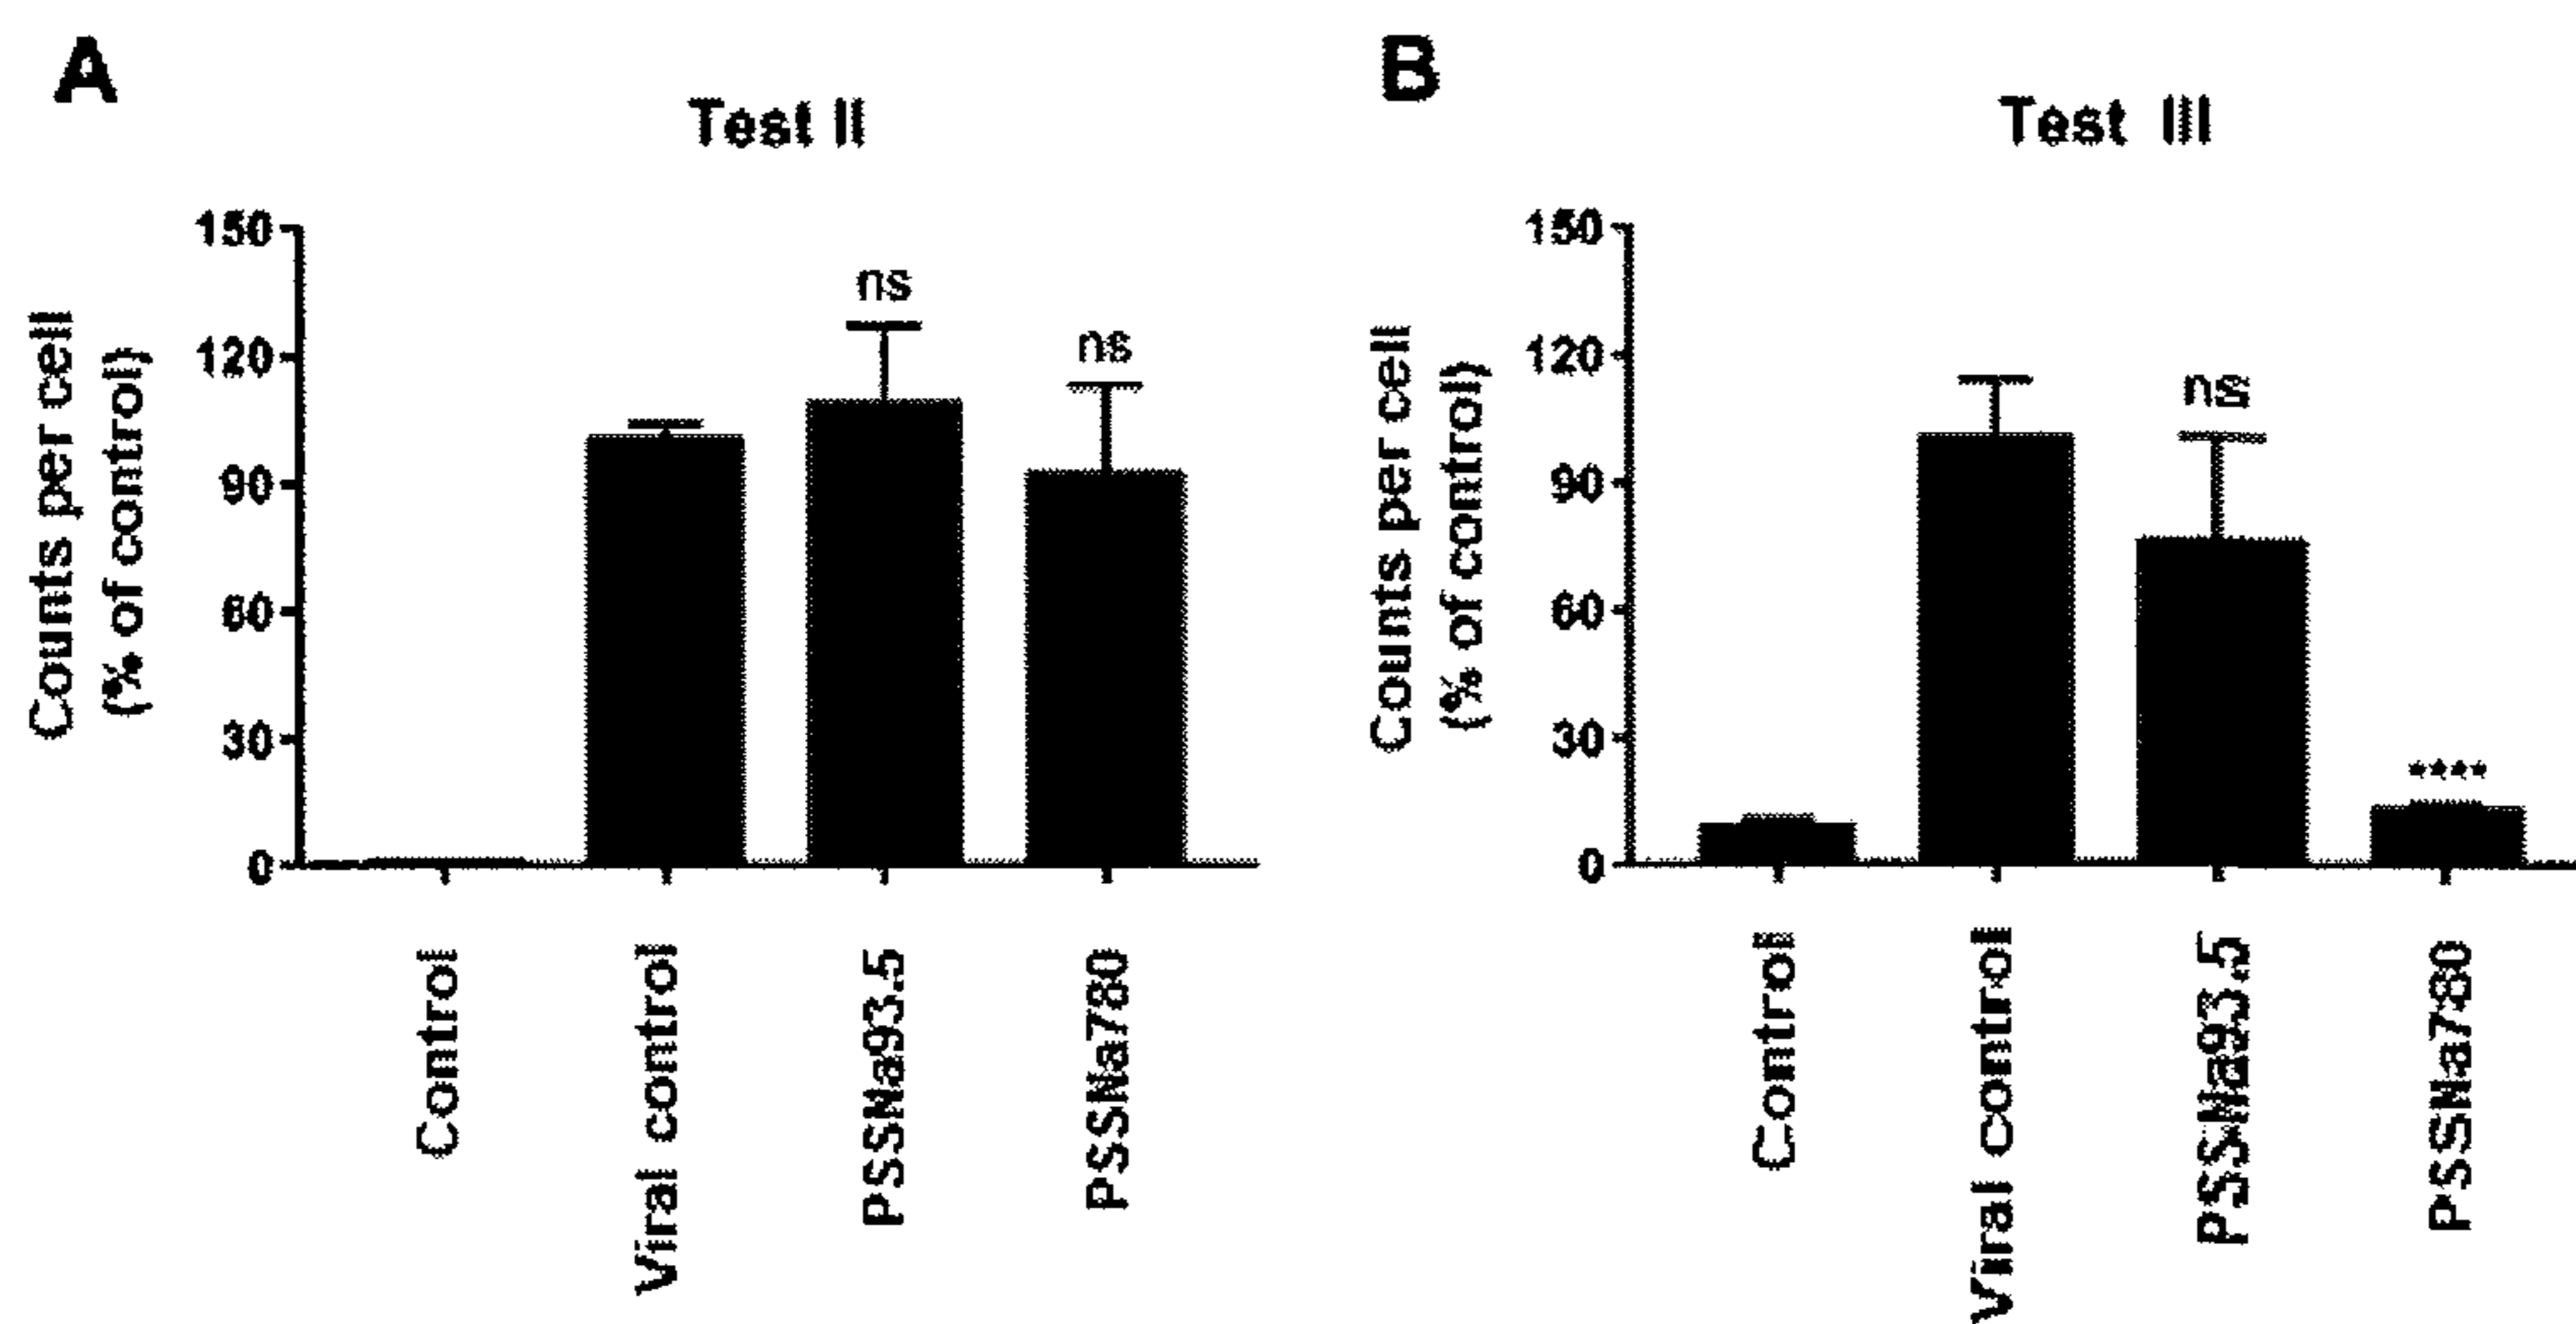 A
Test II
Counts per cell
(% of control)
150
120
90
60
30
0
ns
ns
Control
Viral control
PSSNa93.5
PSSNa780
B
Test III
Counts per cell
(% of control)
150
120
90
60
30
0
ns
****
Control
Viral control
PSSNa93.5
PSSNa780